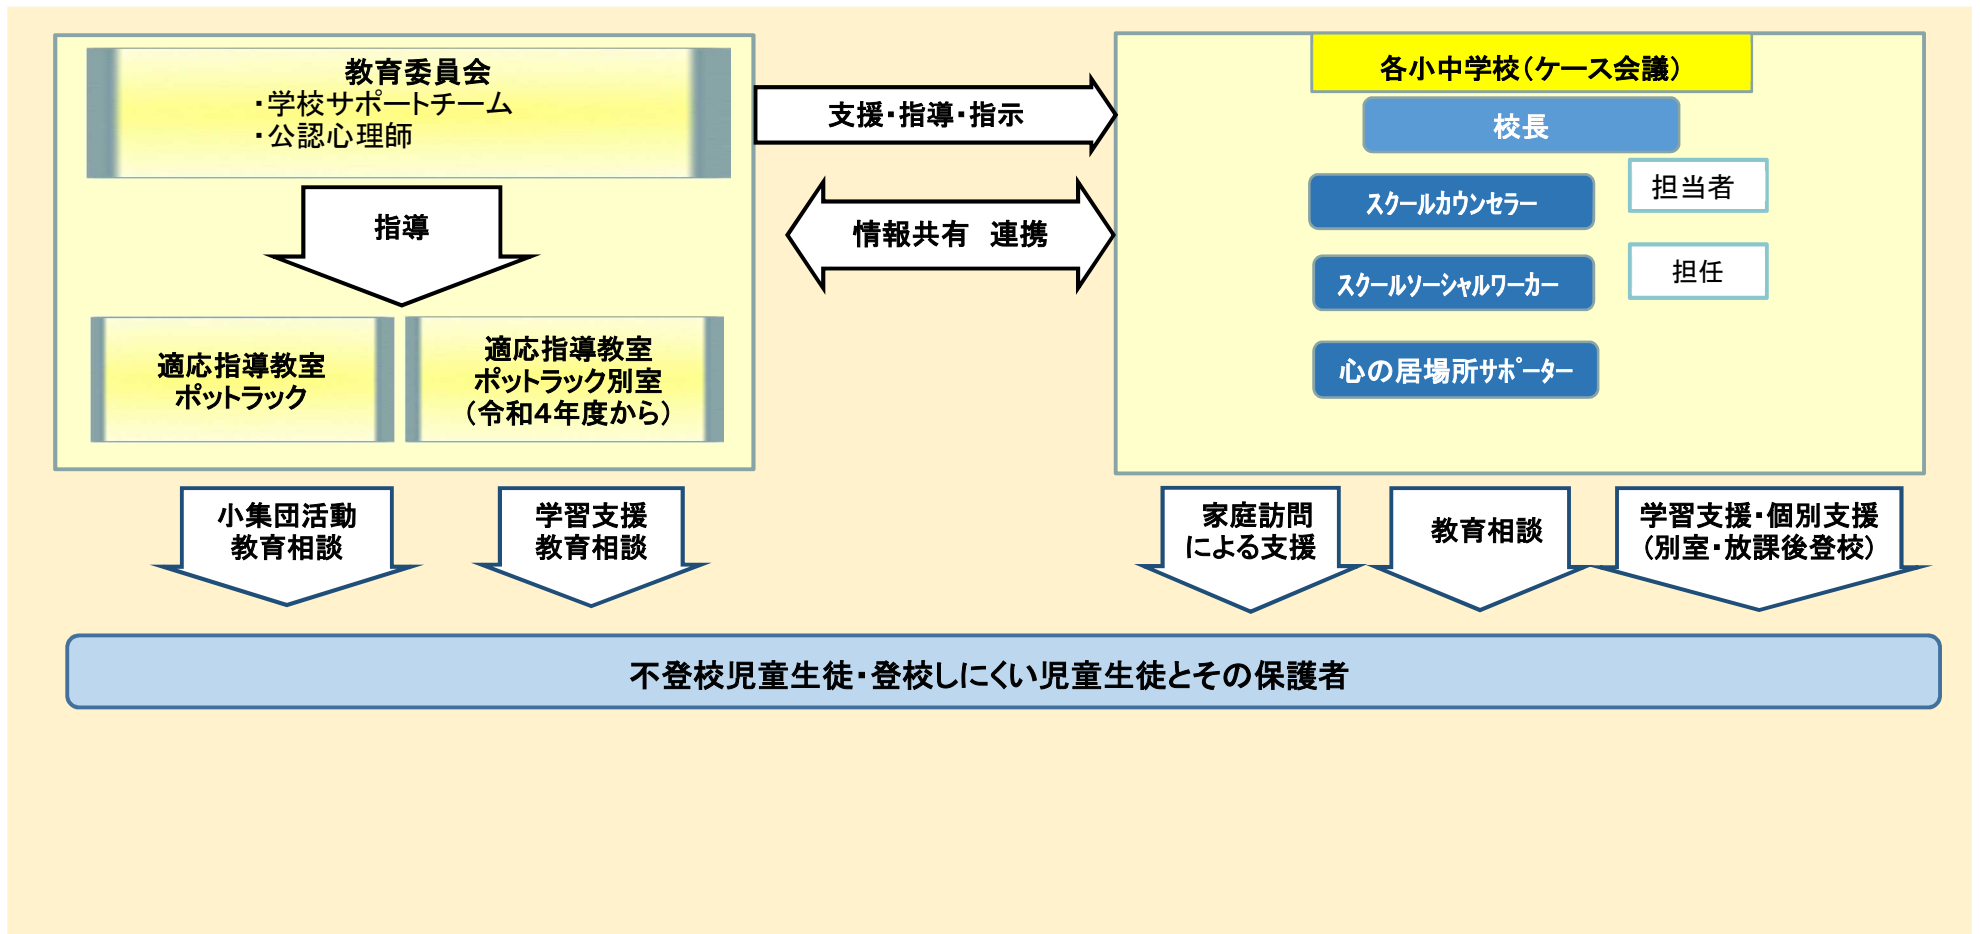 教育委員会
・学校サポートチーム
・公認心理師
指導
適応指導教室
ポットラック
適応指導教室
ポットラック別室
（令和４年度から）
支援・指導・指示
情報共有　連携
各小中学校（ケース会議）
校長
ｽｸｰﾙｶｳﾝｾﾗｰ
担当者
ｽｸｰﾙｿｰｼｬﾙﾜｰｶｰ
担任
心の居場所ｻﾎﾟｰﾀｰ
小集団活動
教育相談
学習支援
教育相談
家庭訪問
による支援
教育相談
学習支援・個別支援
（別室・放課後登校）
不登校児童生徒・登校しにくい児童生徒とその保護者